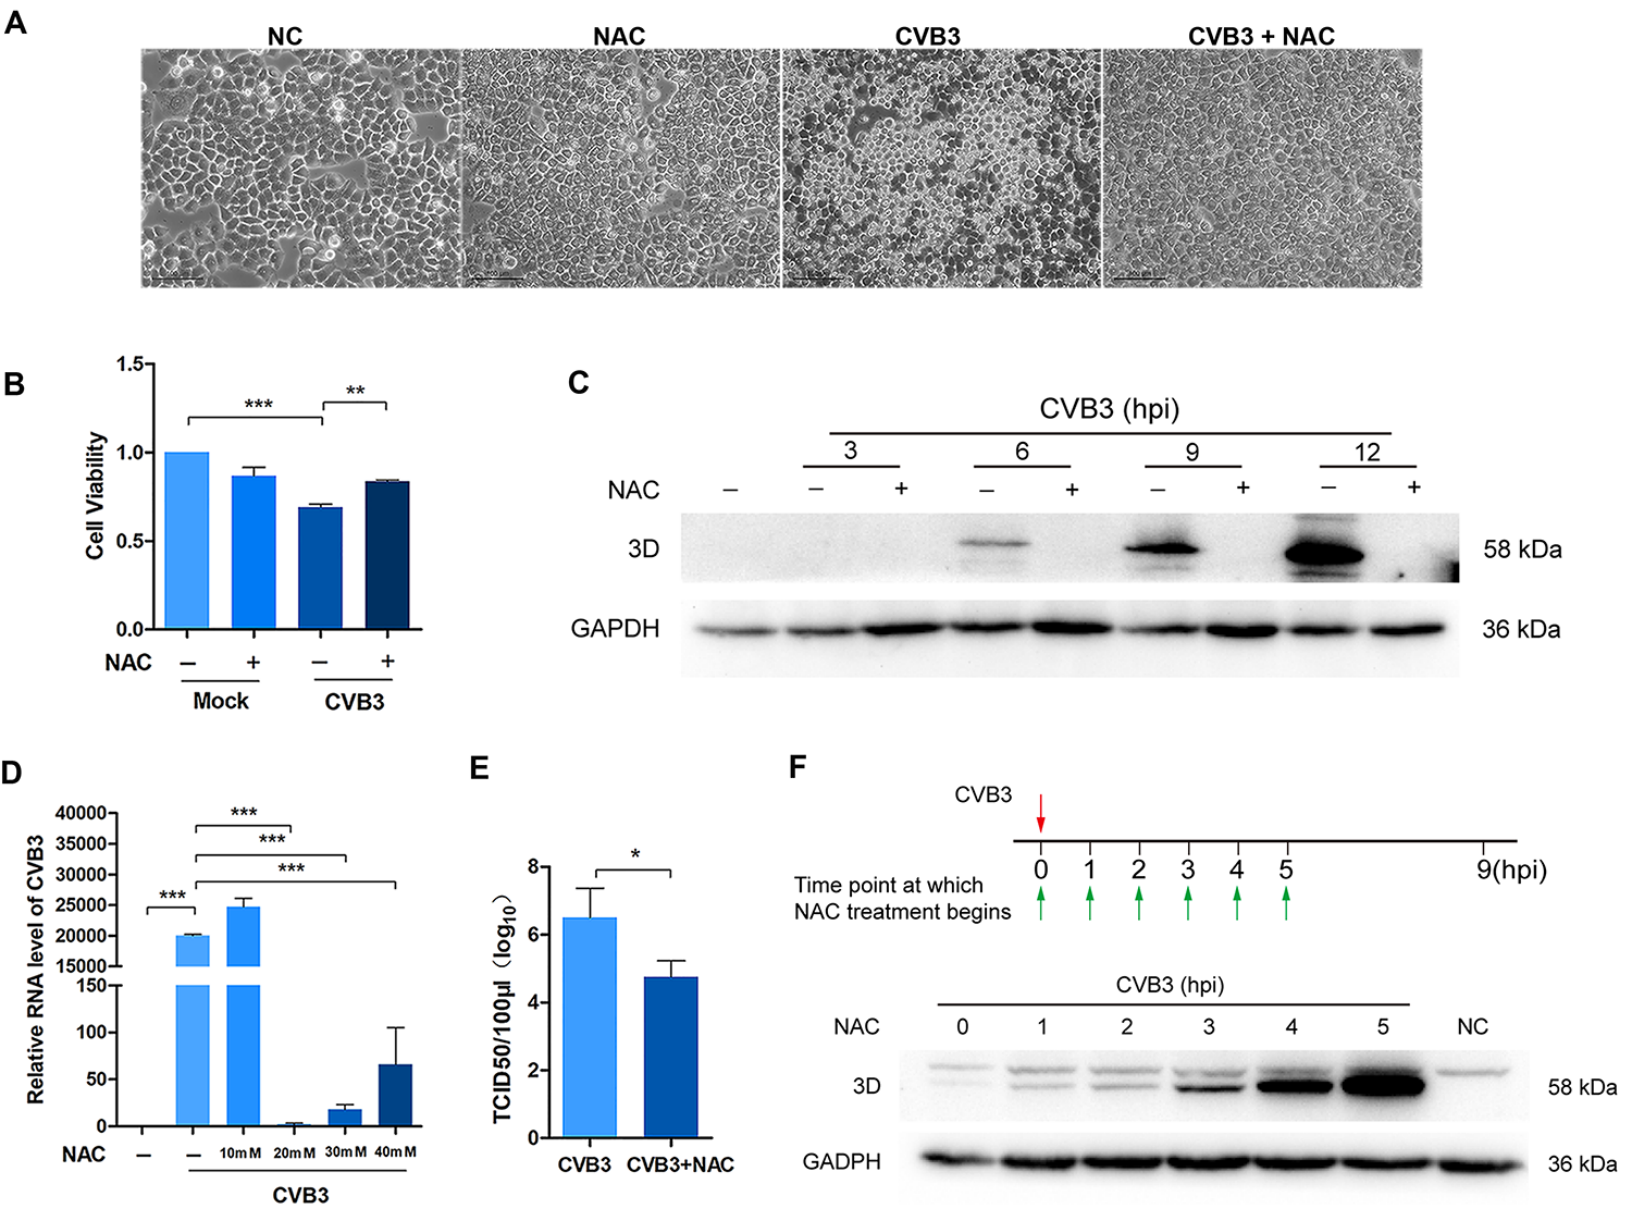 A
NC NAC CVB3 CVB3 + NAC
B
1.5
1.0
0.5
0.0
Cell Viability
*** **
NAC – + – +
Mock CVB3
C
CVB3 (hpi)
3 6 9 12
NAC – – + – + – + – +
3D 58 kDa
GAPDH 36 kDa
D
Relative RNA level of CVB3
40000
35000
30000
25000
20000
15000
150
100
50
0
***
***
***
***
NAC – – 10mM 20mM 30mM 40mM
CVB3
E
TCID50/100μl（log10）
8
6
4
2
0
*
CVB3 CVB3+NAC
F
CVB3
0 1 2 3 4 5 9(hpi)
Time point at which
NAC treatment begins
CVB3 (hpi)
NAC 0 1 2 3 4 5 NC
3D 58 kDa
GADPH 36 kDa